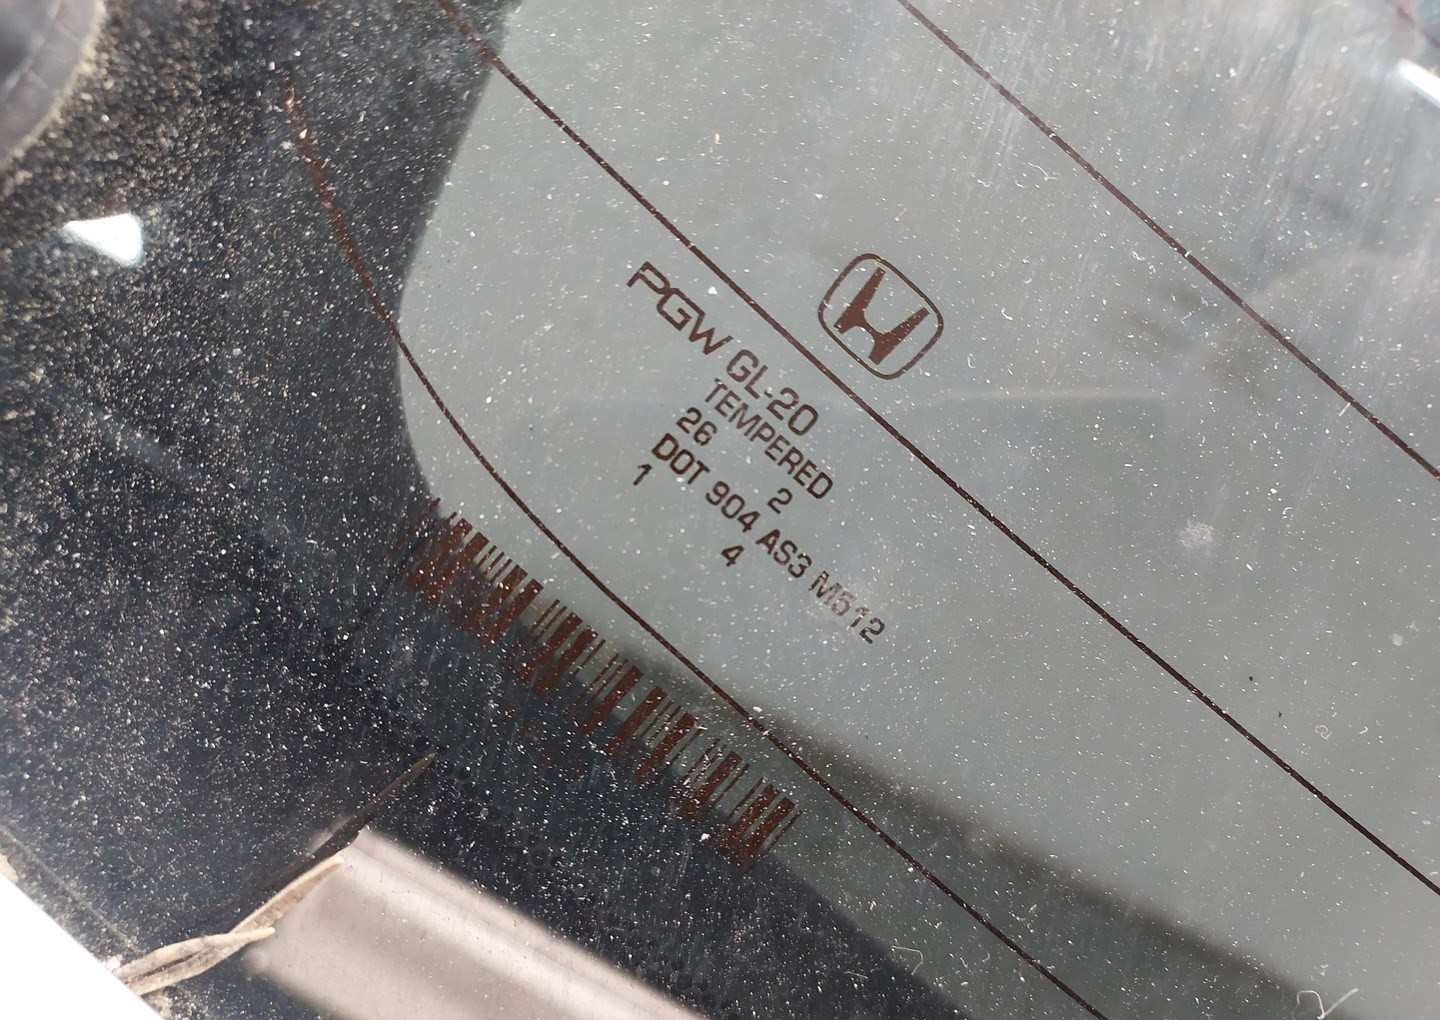 PGW GL-20
TEMPERED
26 2
DOT 904 AS3 M512
1 4